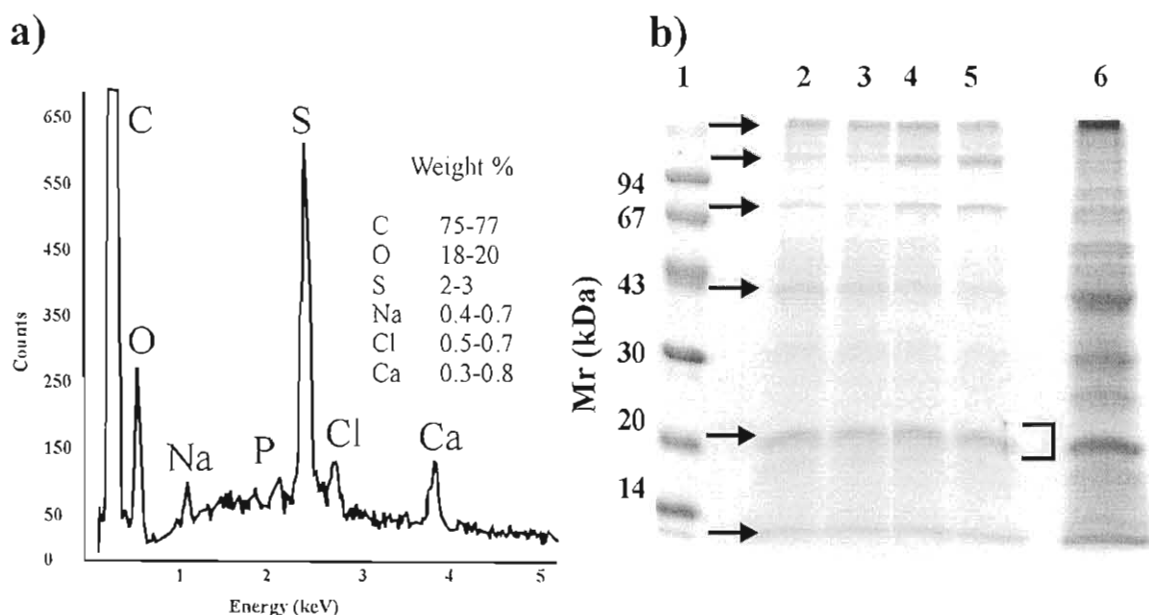 a)
650
550
450
350
250
150
50
0
Counts
C
O
Na
P
S
Cl
Ca
Weight %
C 75-77
O 18-20
S 2-3
Na 0.4-0.7
Cl 0.5-0.7
Ca 0.3-0.8
1 2 3 4 5
Energy (keV)
b)
1 2 3 4 5 6
94
67
43
30
20
14
Mr (kDa)